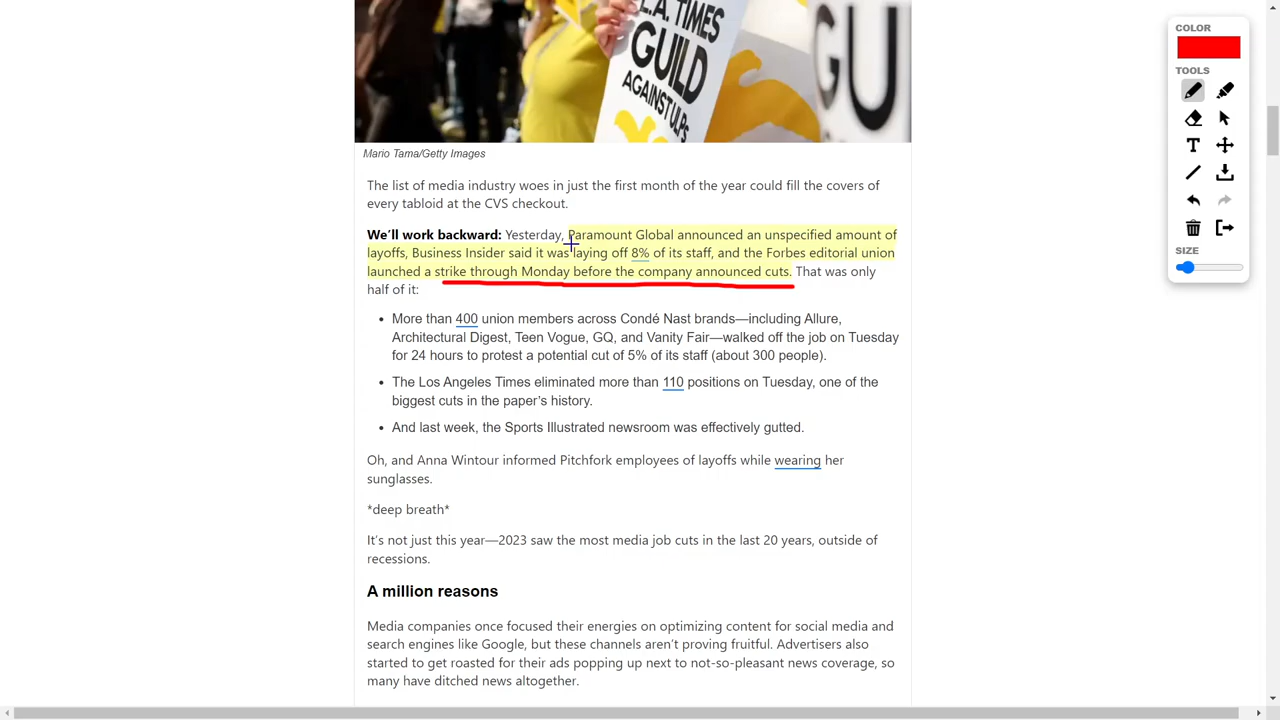 L.A. TIMES
GUILD
AGAINST
GU
Mario Tama/Getty Images
The list of media industry woes in just the first month of the year could fill the covers of
every tabloid at the CVS checkout.
We'll work backward: Yesterday, Paramount Global announced an unspecified amount of
layoffs, Business Insider said it was laying off 8% of its staff, and the Forbes editorial union
launched a strike through Monday before the company announced cuts. That was only
half of it:
• More than 400 union members across Condé Nast brands—including Allure,
Architectural Digest, Teen Vogue, GQ, and Vanity Fair—walked off the job on Tuesday
for 24 hours to protest a potential cut of 5% of its staff (about 300 people).
• The Los Angeles Times eliminated more than 110 positions on Tuesday, one of the
biggest cuts in the paper's history.
• And last week, the Sports Illustrated newsroom was effectively gutted.
Oh, and Anna Wintour informed Pitchfork employees of layoffs while wearing her
sunglasses.
*deep breath*
It's not just this year—2023 saw the most media job cuts in the last 20 years, outside of
recessions.
A million reasons
Media companies once focused their energies on optimizing content for social media and
search engines like Google, but these channels aren't proving fruitful. Advertisers also
started to get roasted for their ads popping up next to not-so-pleasant news coverage, so
many have ditched news altogether.
COLOR
TOOLS
T
SIZE